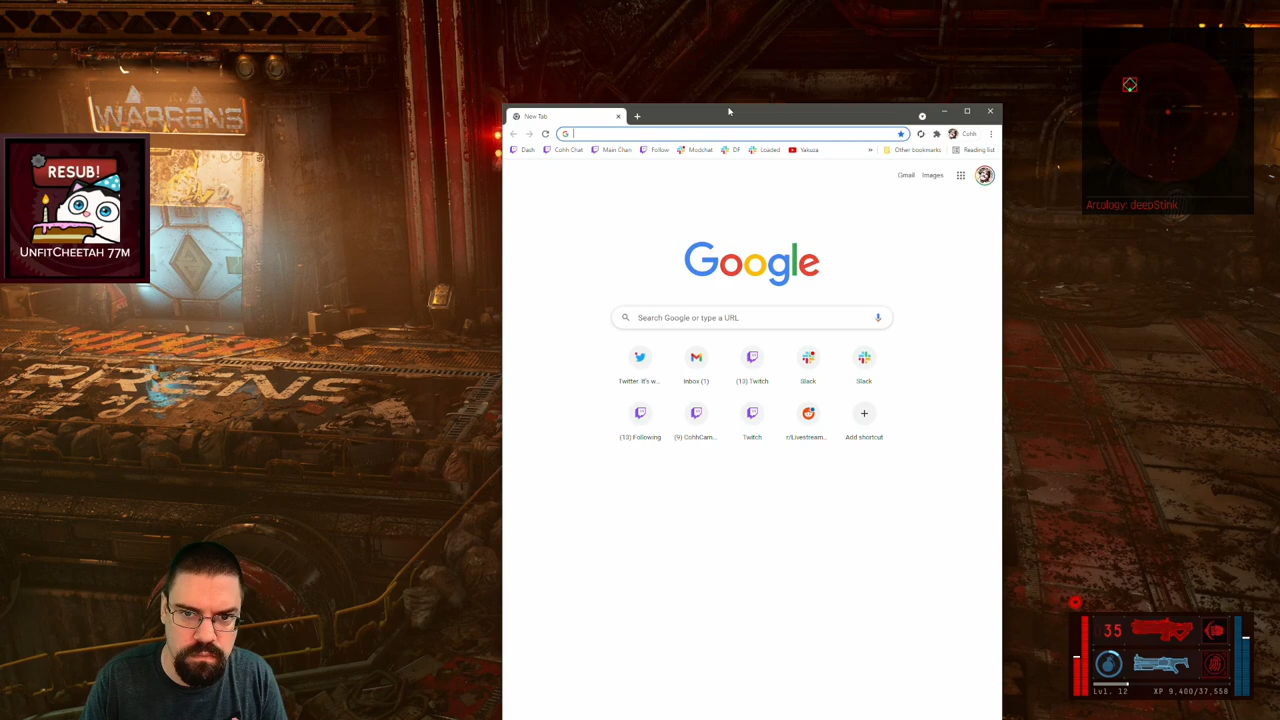 WARRENS
RESUB!
UNFITCHEETAH 77M
New Tab
G
Cohh
Dash
Cohh Chat
Main Chan
Follow
Modchat
DF
Loaded
Yakuza
»
Other bookmarks
Reading list
Gmail
Images
Google
Search Google or type a URL
Twitter. It's w...
Inbox (1)
(13) Twitch
Slack
Slack
(13) Following
(9) CohhCam...
Twitch
r/Livestream...
Add shortcut
Arcology: deepStink
35
Lvl. 12
XP 9,400/37,550